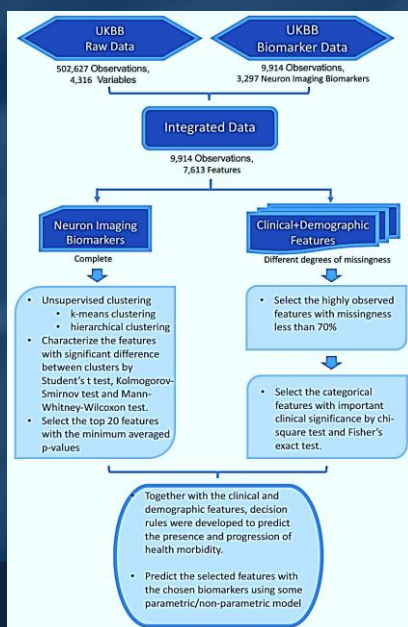 UKBB
Raw Data
502,627 Observations,
4,316 Variables
UKBB
Biomarker Data
9,914 Observations,
3,297 Neuron Imaging Biomarkers
Integrated Data
9,914 Observations,
7,613 Features
Neuron Imaging
Biomarkers
Complete
• Unsupervised clustering
• k-means clustering
• hierarchical clustering
• Characterize the features
with significant difference
between clusters by
Student's t test, Kolmogorov-
Smirnov test and Mann-
Whitney-Wilcoxon test.
• Select the top 20 features
with the minimum averaged
p-values
Clinical+Demographic
Features
Different degrees of missingness
• Select the highly observed
features with missingness
less than 70%
• Select the categorical
features with important
clinical significance by chi-
square test and Fisher's
exact test.
• Together with the clinical and
demographic features, decision
rules were developed to predict
the presence and progression of
health morbidity.
• Predict the selected features with
the chosen biomarkers using some
parametric/non-parametric model